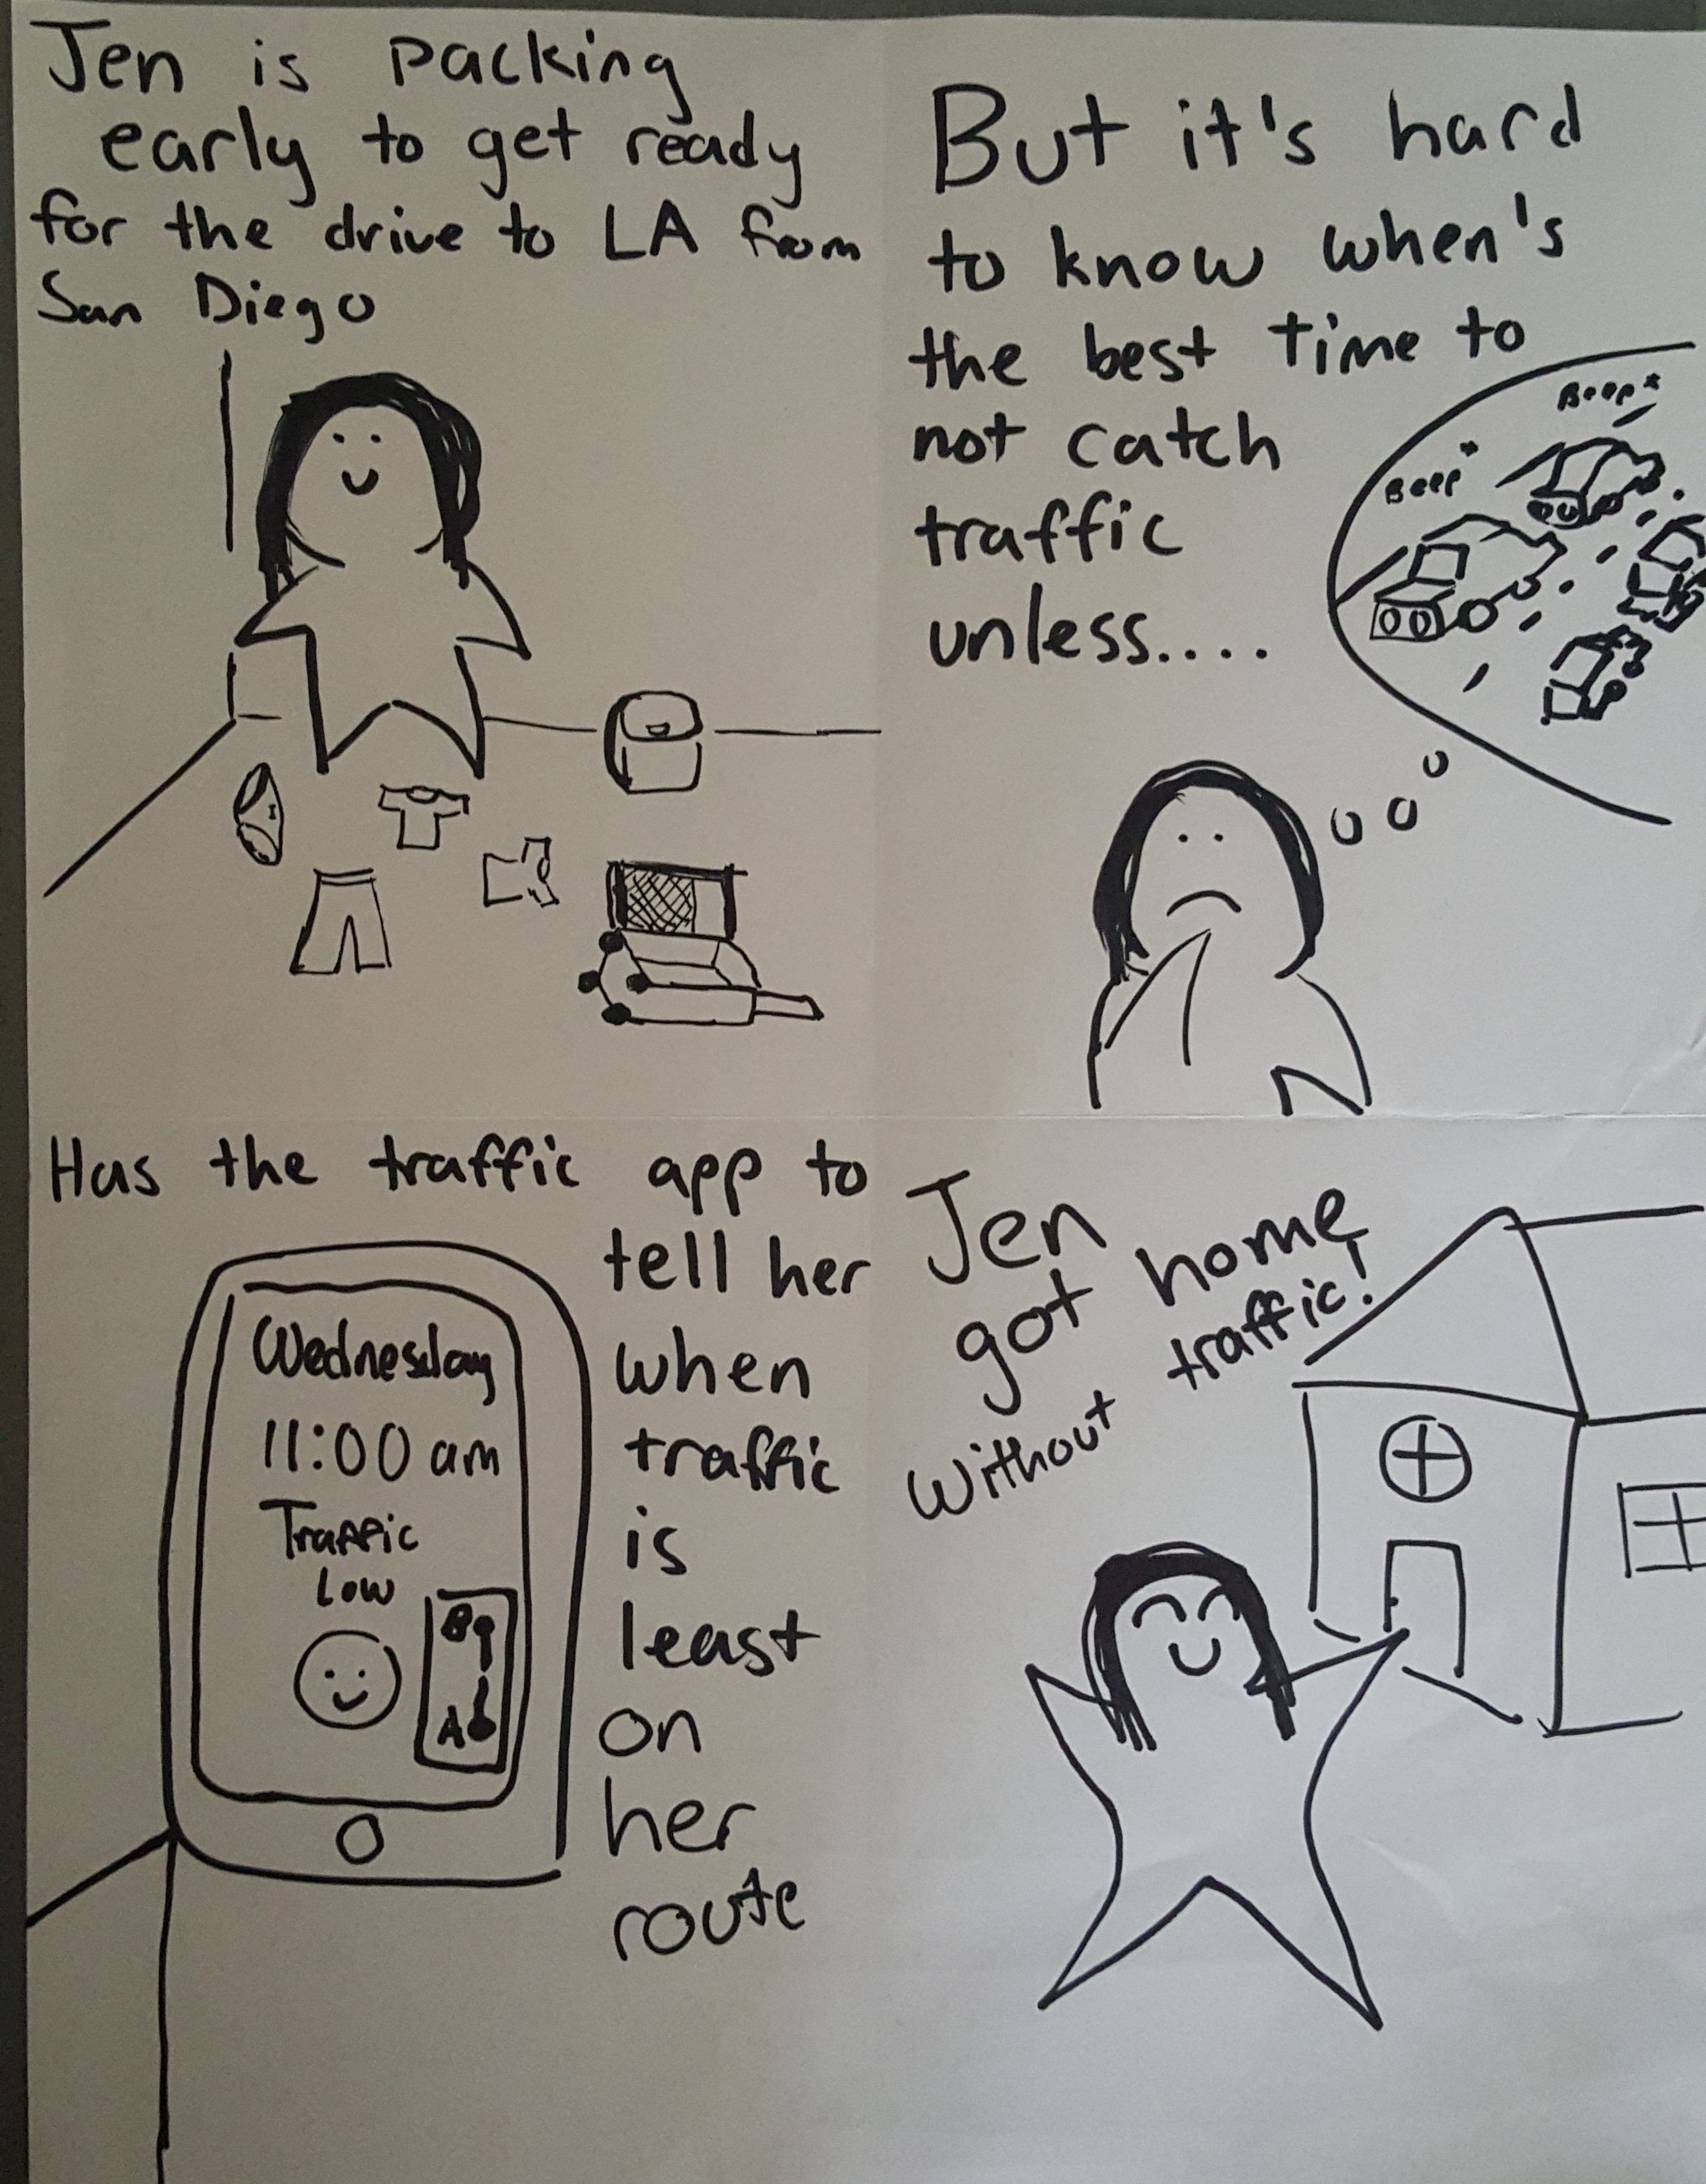 Jen is packing
early to get ready
for the drive to LA from
San Diego
But it's hard
to know when's
the best time to
not catch
traffic
unless....
Beep*
Beep*
Has the traffic app to
tell her
when
traffic
is
least
on
her
route
Wednesday
11:00 am
Traffic
Low
B
A
Jen
got home
without traffic!